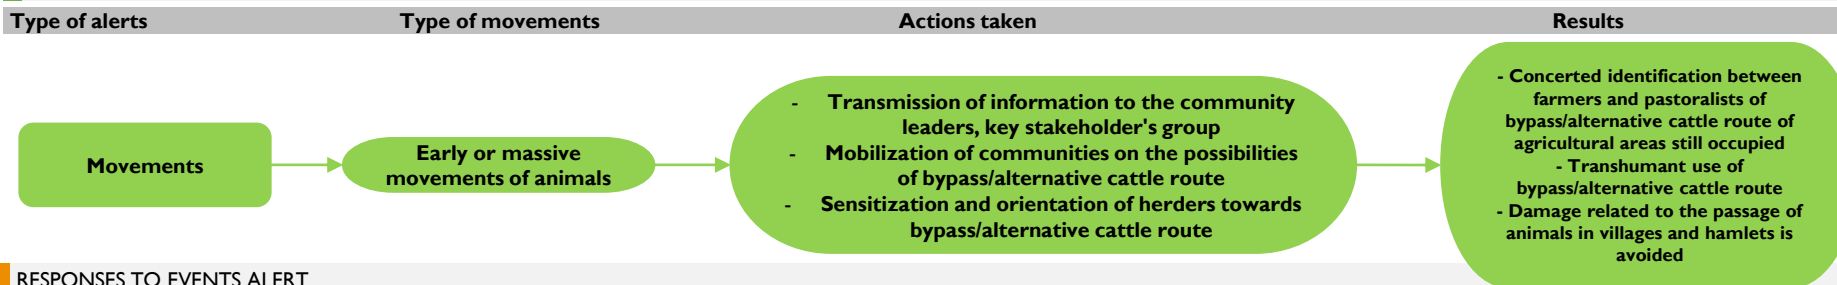 Type of alerts
Type of movements
Actions taken
Results
Movements
Early or massive
movements of animals
- Transmission of information to the community
leaders, key stakeholder's group
- Mobilization of communities on the possibilities
of bypass/alternative cattle route
- Sensitization and orientation of herders towards
bypass/alternative cattle route
- Concerted identification between
farmers and pastoralists of
bypass/alternative cattle route of
agricultural areas still occupied
- Transhumant use of
bypass/alternative cattle route
- Damage related to the passage of
animals in villages and hamlets is
avoided
RESPONSES TO EVENTS ALERT